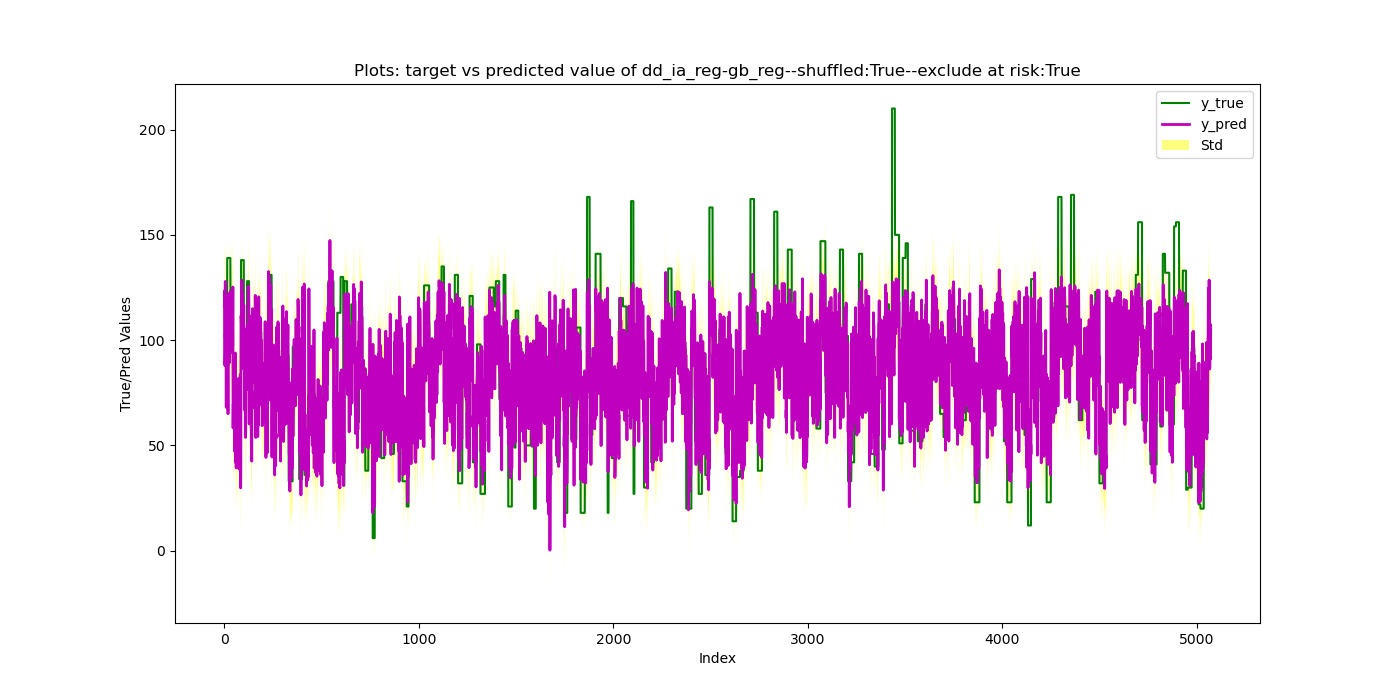 Plots: target vs predicted value of dd_ia_reg-gb_reg--shuffled:True--exclude at risk:True
y_true
y_pred
Std
True/Pred Values
200
150
100
50
0
0 1000 2000 3000 4000 5000
Index